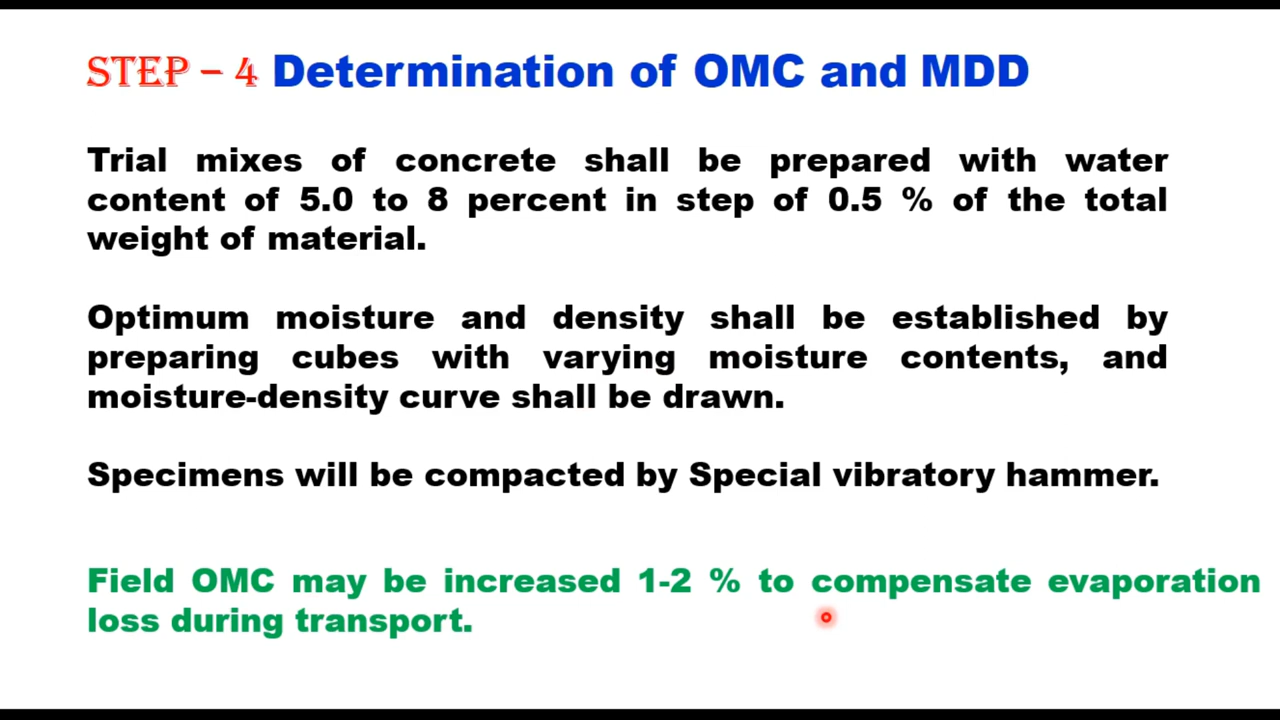 STEP – 4 Determination of OMC and MDD
Trial mixes of concrete shall be prepared with water
content of 5.0 to 8 percent in step of 0.5 % of the total
weight of material.
Optimum moisture and density shall be established by
preparing cubes with varying moisture contents, and
moisture-density curve shall be drawn.
Specimens will be compacted by Special vibratory hammer.
Field OMC may be increased 1-2 % to compensate evaporation
loss during transport.